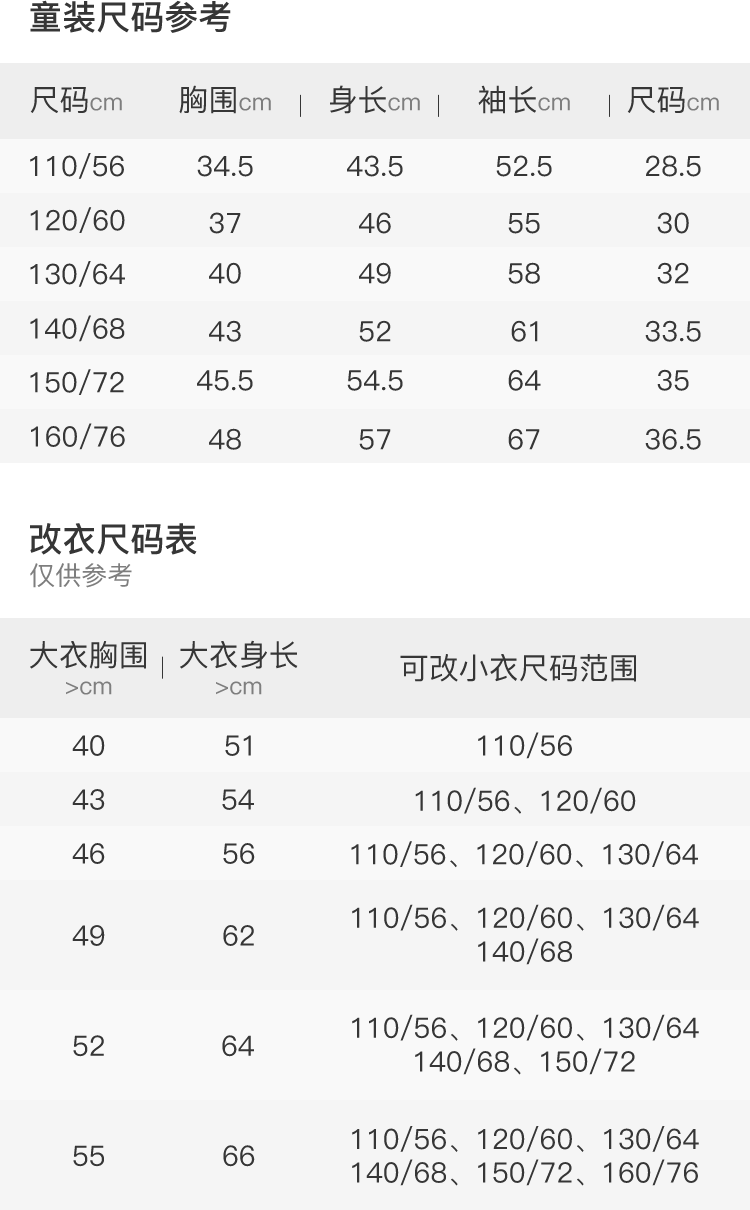 童装尺码参考
尺码cm 胸围cm | 身长cm | 袖长cm | 尺码cm
110/56 34.5 43.5 52.5 28.5
120/60 37 46 55 30
130/64 40 49 58 32
140/68 43 52 61 33.5
150/72 45.5 54.5 64 35
160/76 48 57 67 36.5
改衣尺码表
仅供参考
大衣胸围 | 大衣身长 可改小衣尺码范围
>cm >cm
40 51 110/56
43 54 110/56、120/60
46 56 110/56、120/60、130/64
49 62 110/56、120/60、130/64
140/68
52 64 110/56、120/60、130/64
140/68、150/72
55 66 110/56、120/60、130/64
140/68、150/72、160/76